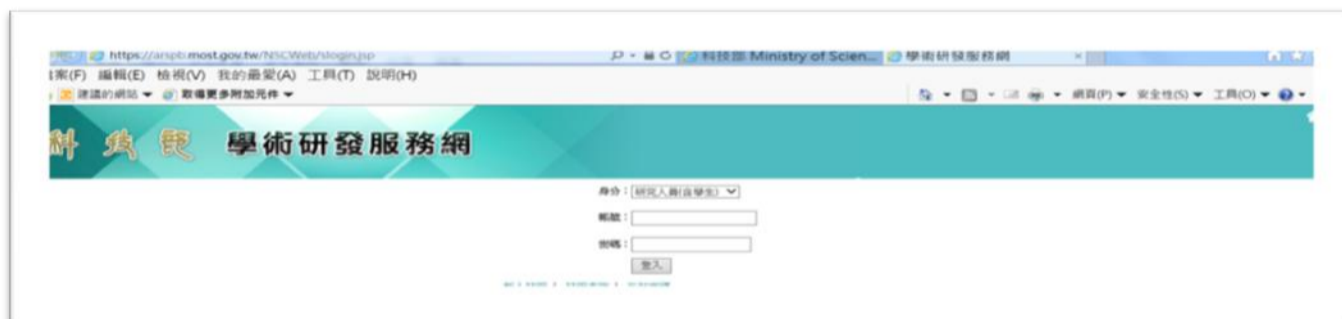 https://arspb.most.gov.tw/NSCWeb/slogin.jsp 科技部 Ministry of Scien... 學術研發服務網
案(F) 編輯(E) 檢視(V) 我的最愛(A) 工具(T) 說明(H)
建議的網站 取得更多附加元件 網頁(P) 安全性(S) 工具(O)
科技部 學術研發服務網
身分： 研究人員(含學生)
帳號：
密碼：
登入